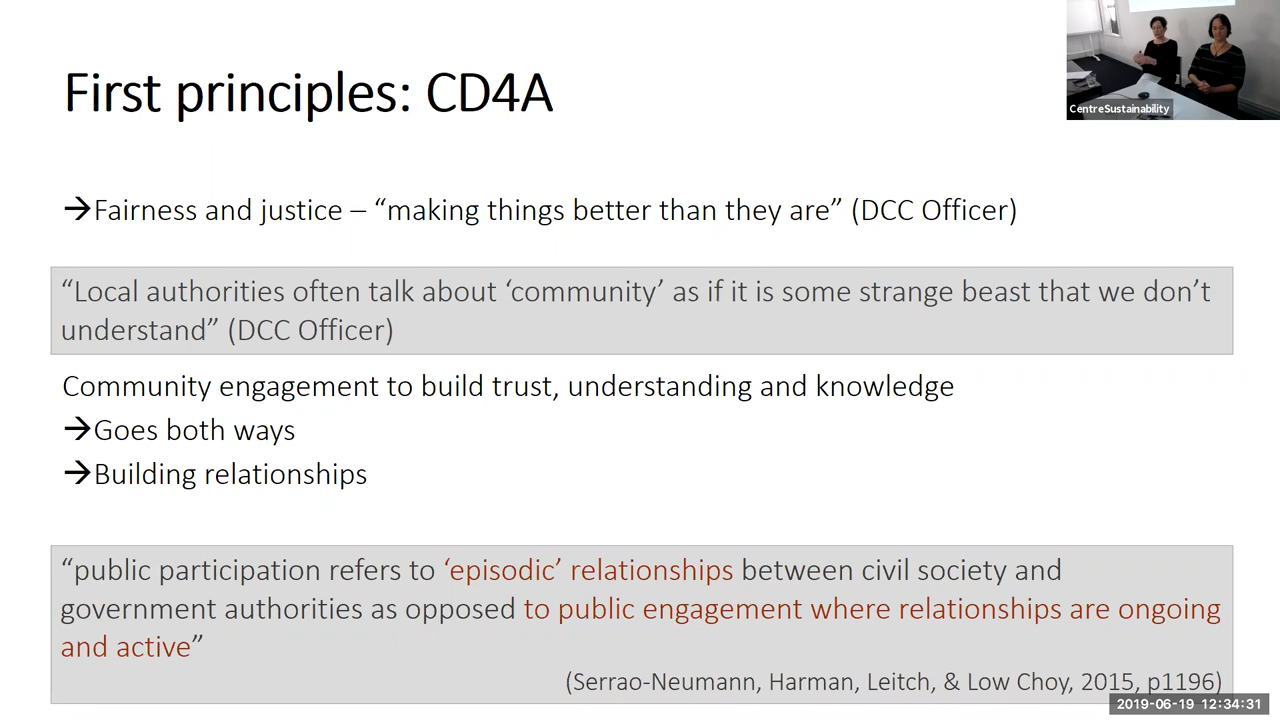 First principles: CD4A
CentreSustainability
→Fairness and justice – “making things better than they are” (DCC Officer)
“Local authorities often talk about ‘community’ as if it is some strange beast that we don’t
understand” (DCC Officer)
Community engagement to build trust, understanding and knowledge
→Goes both ways
→Building relationships
“public participation refers to ‘episodic’ relationships between civil society and
government authorities as opposed to public engagement where relationships are ongoing
and active”
(Serrao-Neumann, Harman, Leitch, & Low Choy, 2015, p1196)
2019-06-19 12:34:31